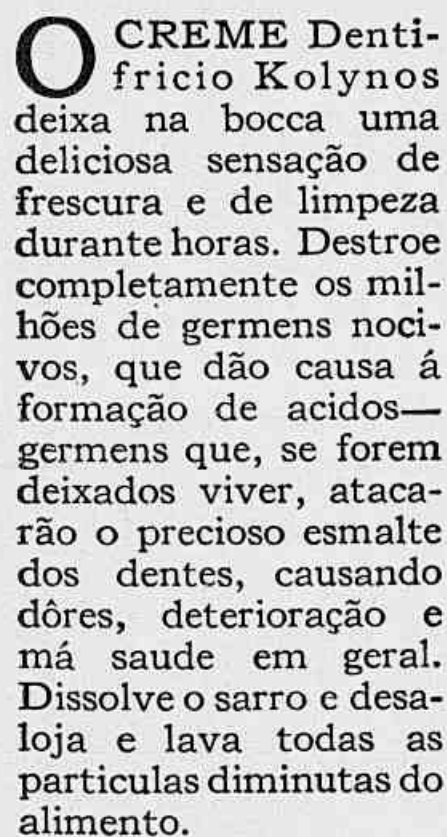 O CREME Denti-
fricio Kolynos
deixa na bocca uma
deliciosa sensação de
frescura e de limpeza
durante horas. Destroe
completamente os mil-
hões de germens noci-
vos, que dão causa á
formação de acidos—
germens que, se forem
deixados viver, ataca-
rão o precioso esmalte
dos dentes, causando
dôres, deterioração e
má saude em geral.
Dissolve o sarro e desa-
loja e lava todas as
particulas diminutas do
alimento.